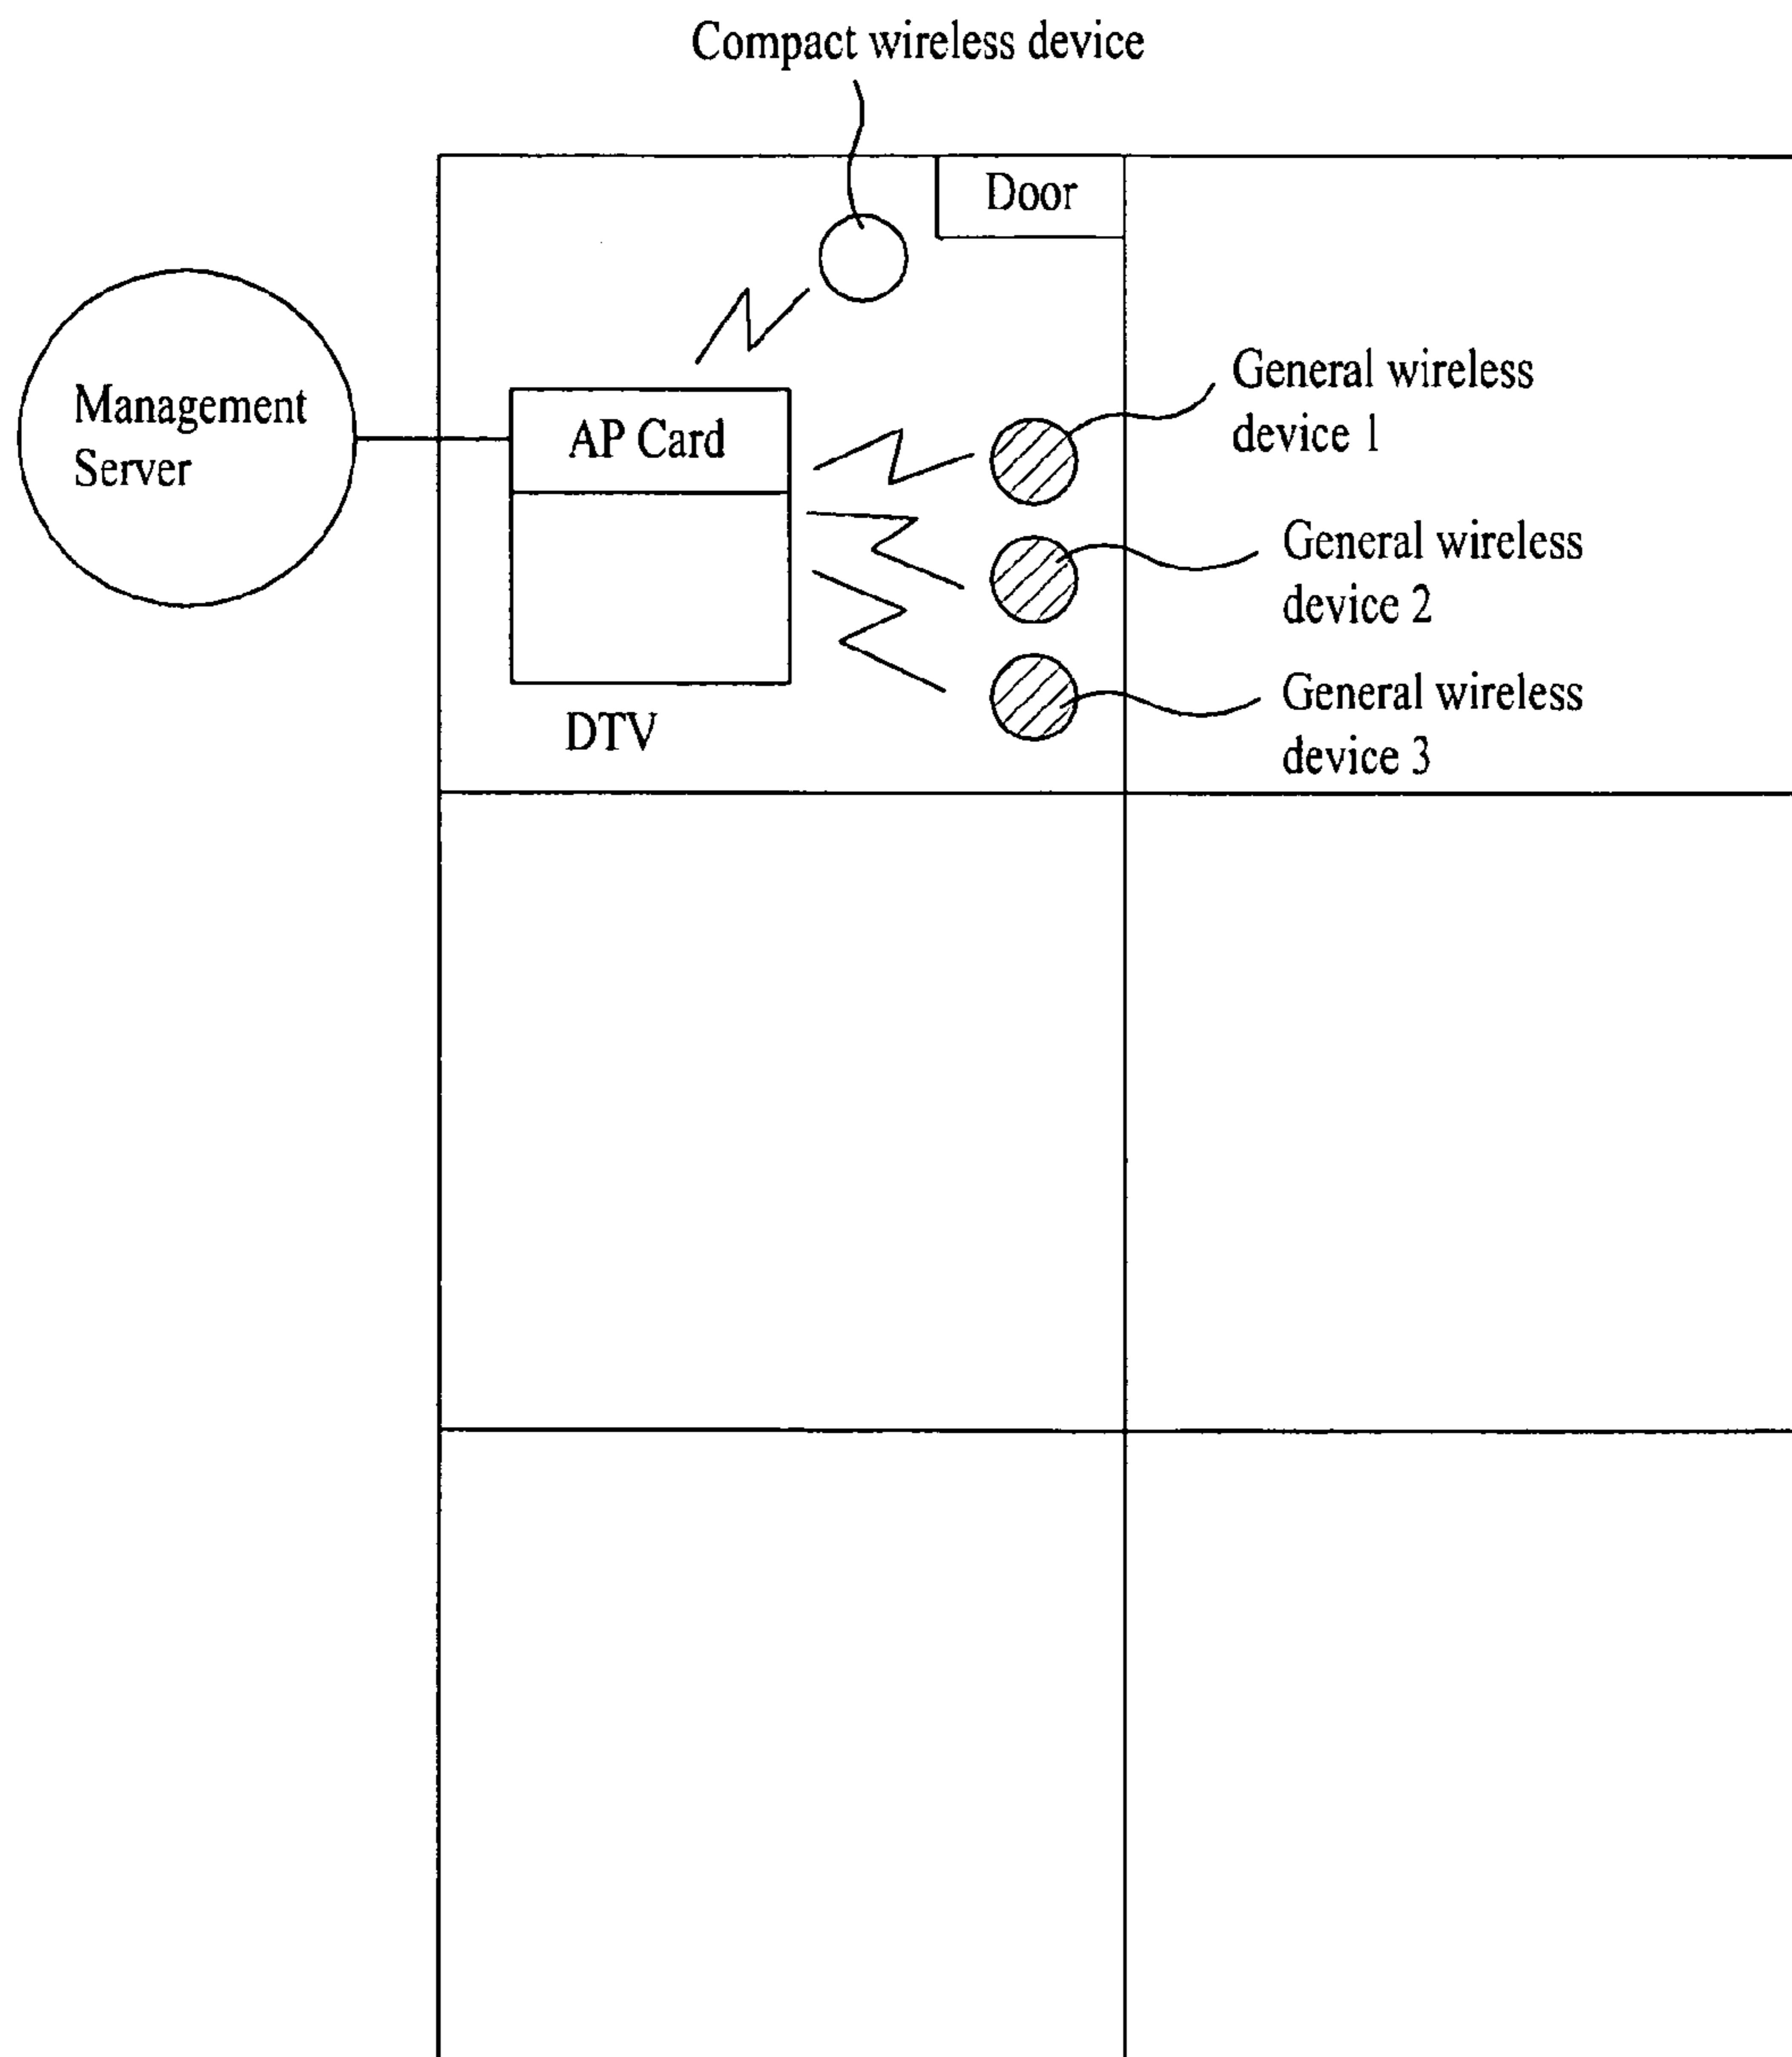 Compact wireless device
Door
Management
Server
AP Card
General wireless
device 1
General wireless
device 2
General wireless
device 3
DTV